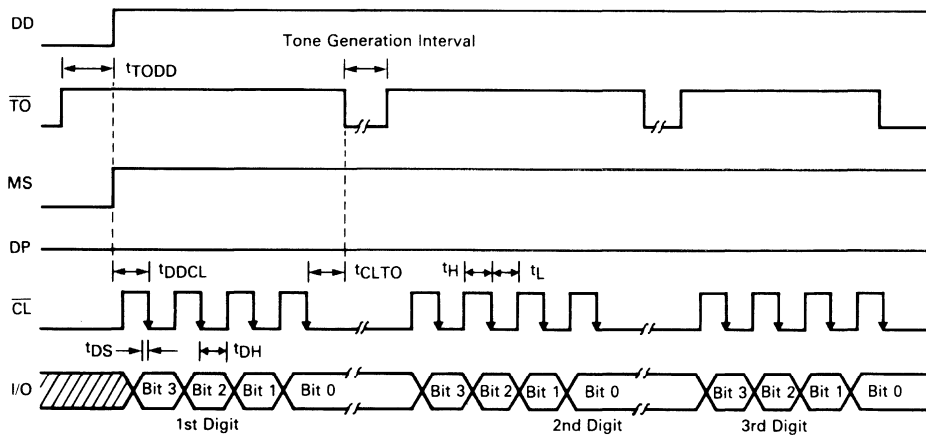 DD
Tone Generation Interval
tTODD
TO
MS
DP
tDDCL
tCLTO
tH
tL
CL
tDS
tDH
I/O
Bit 3 Bit 2 Bit 1 Bit 0 Bit 3 Bit 2 Bit 1 Bit 0 Bit 3 Bit 2 Bit 1 Bit 0
1st Digit 2nd Digit 3rd Digit